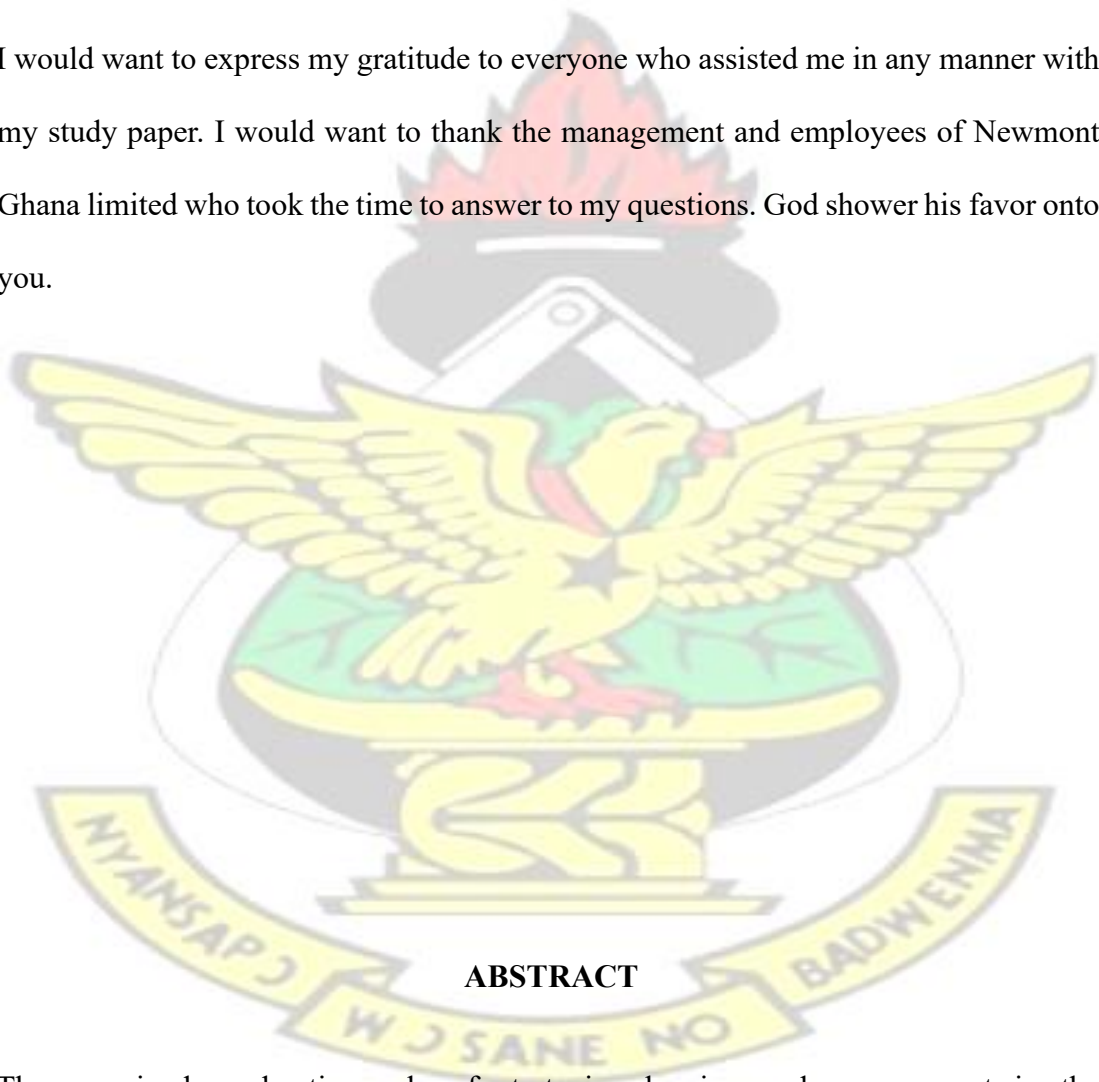 I would want to express my gratitude to everyone who assisted me in any manner with
my study paper. I would want to thank the management and employees of Newmont
Ghana limited who took the time to answer to my questions. God shower his favor onto
you.
NYANSAPƆ
WƆSANE NO
BADWENMA
ABSTRACT